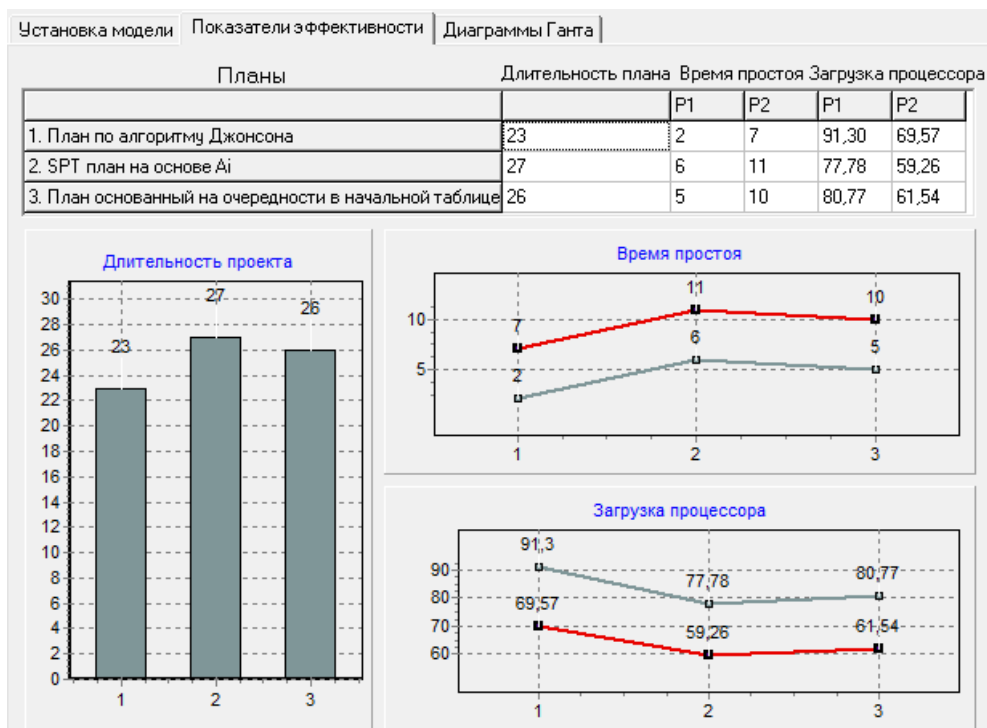 Установка модели Показатели эффективности Диаграммы Ганта
Планы Длительность плана Время простоя Загрузка процессора
P1 P2 P1 P2
1. План по алгоритму Джонсона 23 2 7 91,30 69,57
2. SPT план на основе Ai 27 6 11 77,78 59,26
3. План основанный на очередности в начальной таблице 26 5 10 80,77 61,54
Длительность проекта
30
28
26
24
22
20
18
16
14
12
10
8
6
4
2
0
23 27 26
1 2 3
Время простоя
10
5
7 11 10
2 6 5
1 2 3
Загрузка процессора
90
80
70
60
91,3 77,78 80,77
69,57 59,26 61,54
1 2 3